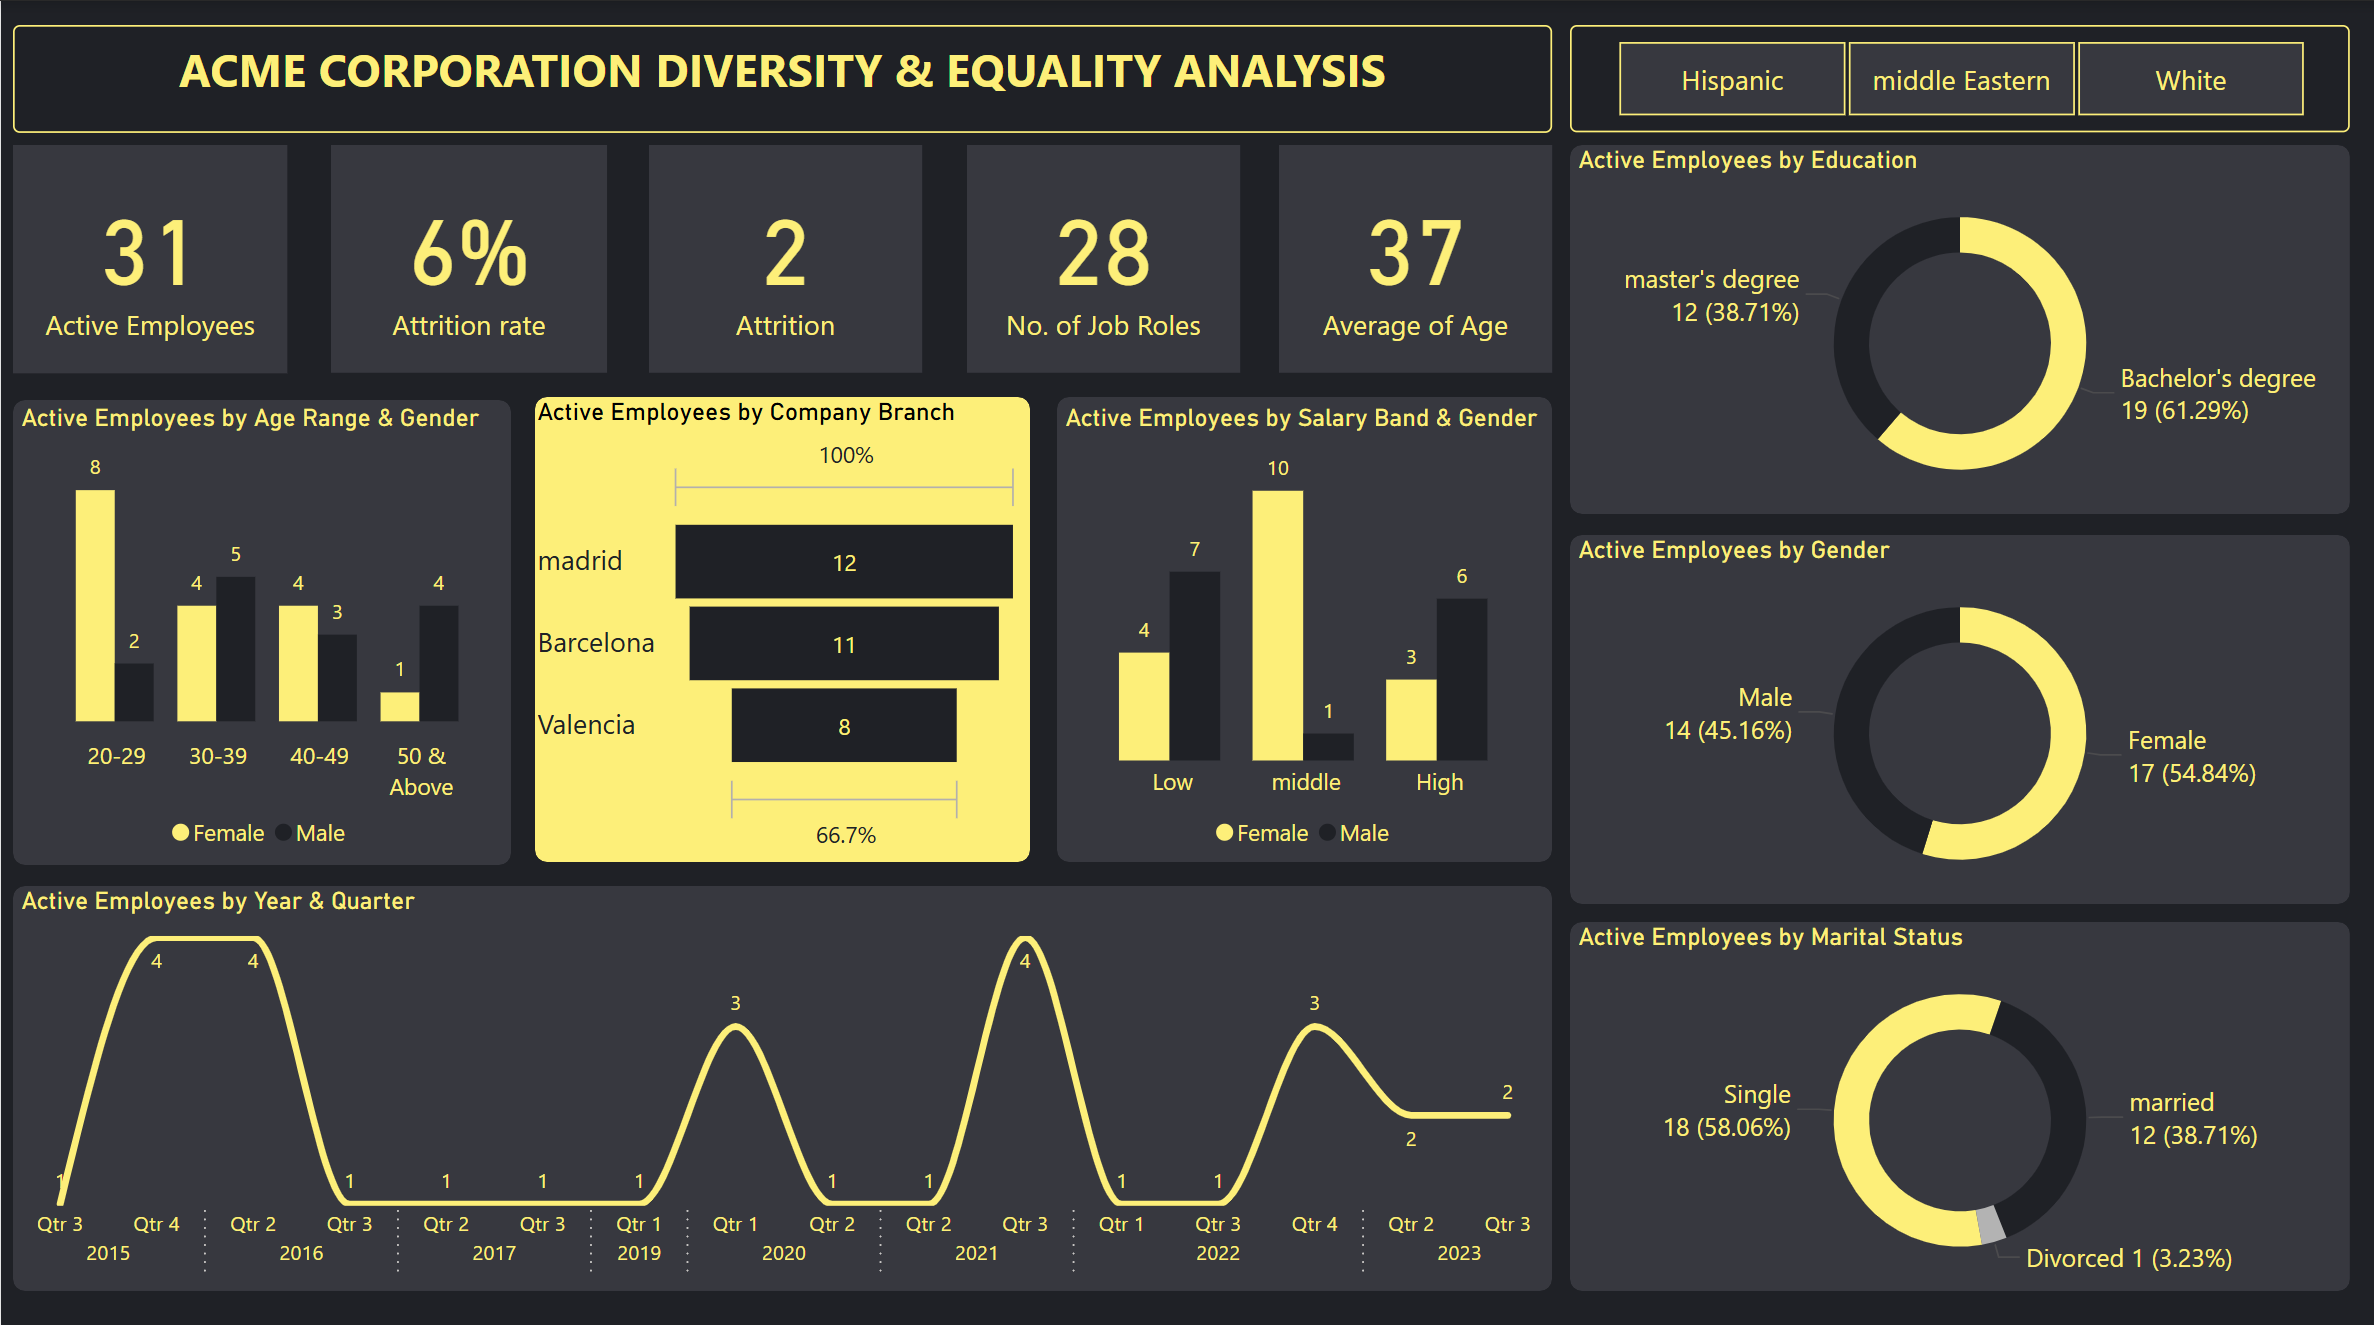 ACME CORPORATION DIVERSITY & EQUALITY ANALYSIS
Hispanic
middle Eastern
White
31
Active Employees
6%
Attrition rate
2
Attrition
28
No. of Job Roles
37
Average of Age
Active Employees by Age Range & Gender
8
2
4
5
4
3
1
4
20-29
30-39
40-49
50 &
Above
Female
Male
Active Employees by Company Branch
100%
madrid
12
Barcelona
11
Valencia
8
66.7%
Active Employees by Salary Band & Gender
4
7
10
1
3
6
Low
middle
High
Female
Male
Active Employees by Year & Quarter
1
4
4
1
1
1
1
3
1
1
4
1
1
3
2
2
Qtr 3
Qtr 4
Qtr 2
Qtr 3
Qtr 2
Qtr 3
Qtr 1
Qtr 1
Qtr 2
Qtr 2
Qtr 3
Qtr 1
Qtr 3
Qtr 4
Qtr 2
Qtr 3
2015
2016
2017
2019
2020
2021
2022
2023
Active Employees by Education
master's degree
12 (38.71%)
Bachelor's degree
19 (61.29%)
Active Employees by Gender
Male
14 (45.16%)
Female
17 (54.84%)
Active Employees by Marital Status
Single
18 (58.06%)
married
12 (38.71%)
Divorced 1 (3.23%)